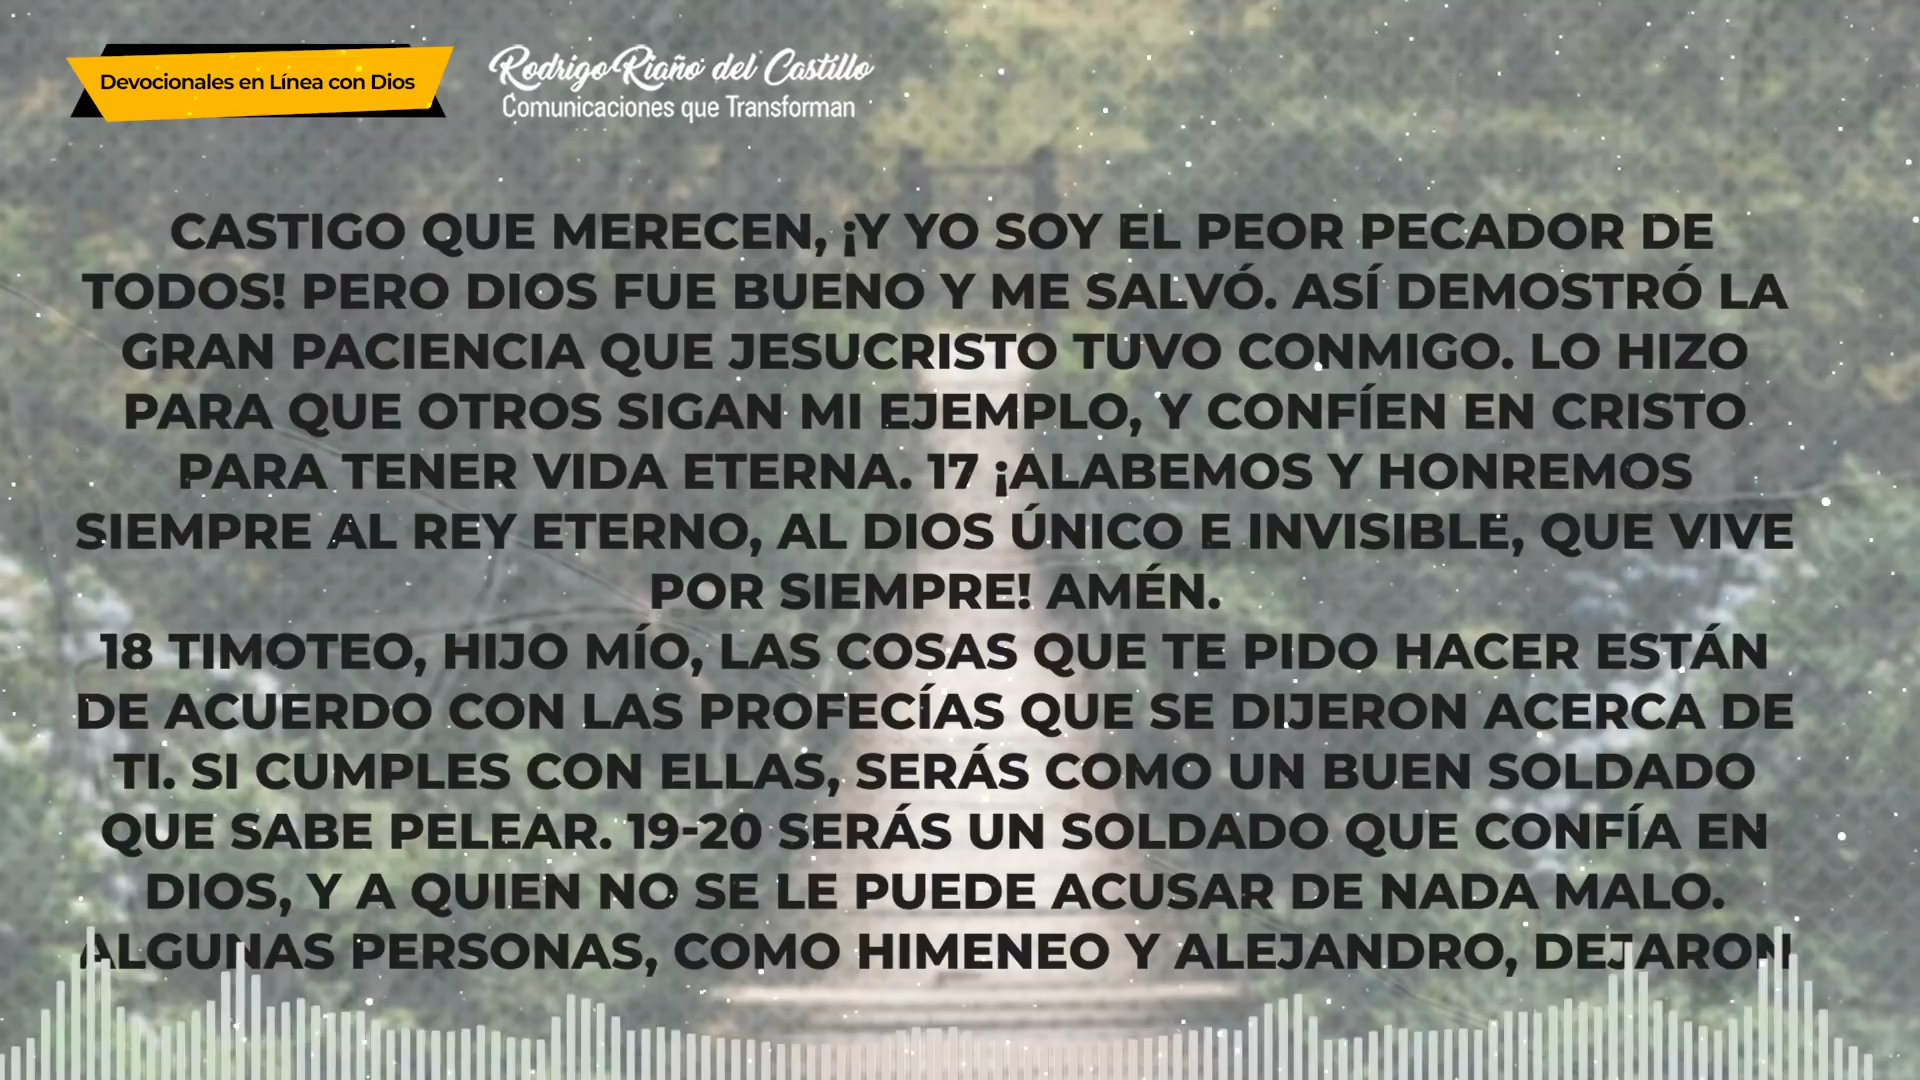 Devocionales en Línea con Dios
Rodrigo Riaño del Castillo
Comunicaciones que Transforman
CASTIGO QUE MERECEN, ¡Y YO SOY EL PEOR PECADOR DE
TODOS! PERO DIOS FUE BUENO Y ME SALVÓ. ASÍ DEMOSTRÓ LA
GRAN PACIENCIA QUE JESUCRISTO TUVO CONMIGO. LO HIZO
PARA QUE OTROS SIGAN MI EJEMPLO, Y CONFÍEN EN CRISTO
PARA TENER VIDA ETERNA. 17 ¡ALABEMOS Y HONREMOS
SIEMPRE AL REY ETERNO, AL DIOS ÚNICO E INVISIBLE, QUE VIVE
POR SIEMPRE! AMÉN.
18 TIMOTEO, HIJO MÍO, LAS COSAS QUE TE PIDO HACER ESTÁN
DE ACUERDO CON LAS PROFECÍAS QUE SE DIJERON ACERCA DE
TI. SI CUMPLES CON ELLAS, SERÁS COMO UN BUEN SOLDADO
QUE SABE PELEAR. 19-20 SERÁS UN SOLDADO QUE CONFÍA EN
DIOS, Y A QUIEN NO SE LE PUEDE ACUSAR DE NADA MALO.
ALGUNAS PERSONAS, COMO HIMENEO Y ALEJANDRO, DEJARON